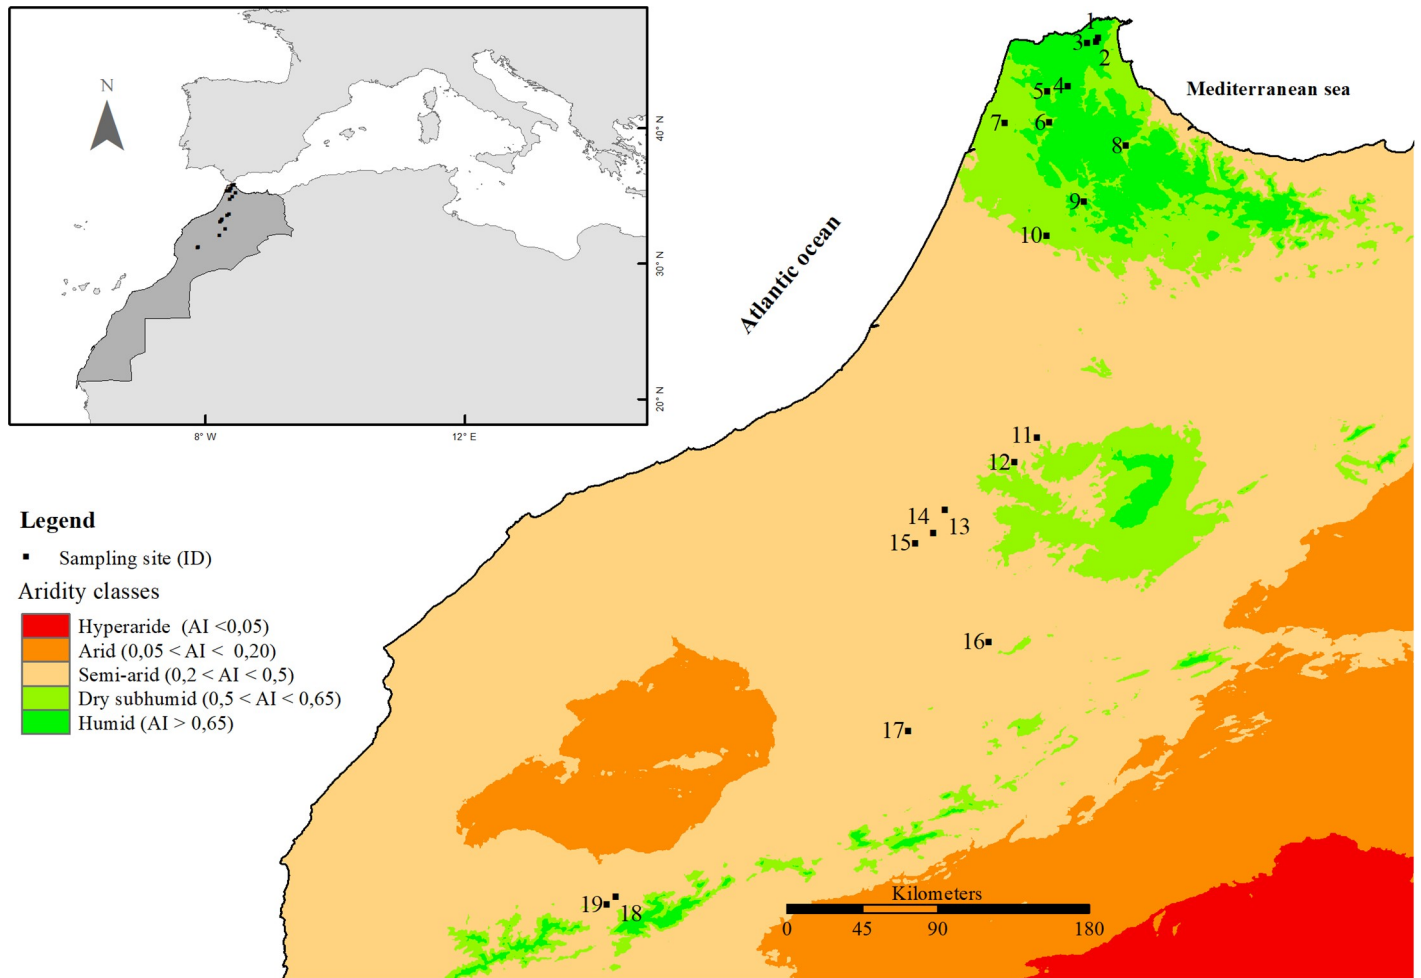 N
40° N
30° N
20° N
8° W
12° E
Mediterranean sea
Atlantic ocean
1
2
3
4
5
6
7
8
9
10
11
12
13
14
15
16
17
18
19
Legend
Sampling site (ID)
Aridity classes
Hyperaride (AI <0,05)
Arid (0,05 < AI < 0,20)
Semi-arid (0,2 < AI < 0,5)
Dry subhumid (0,5 < AI < 0,65)
Humid (AI > 0,65)
Kilometers
0 45 90 180